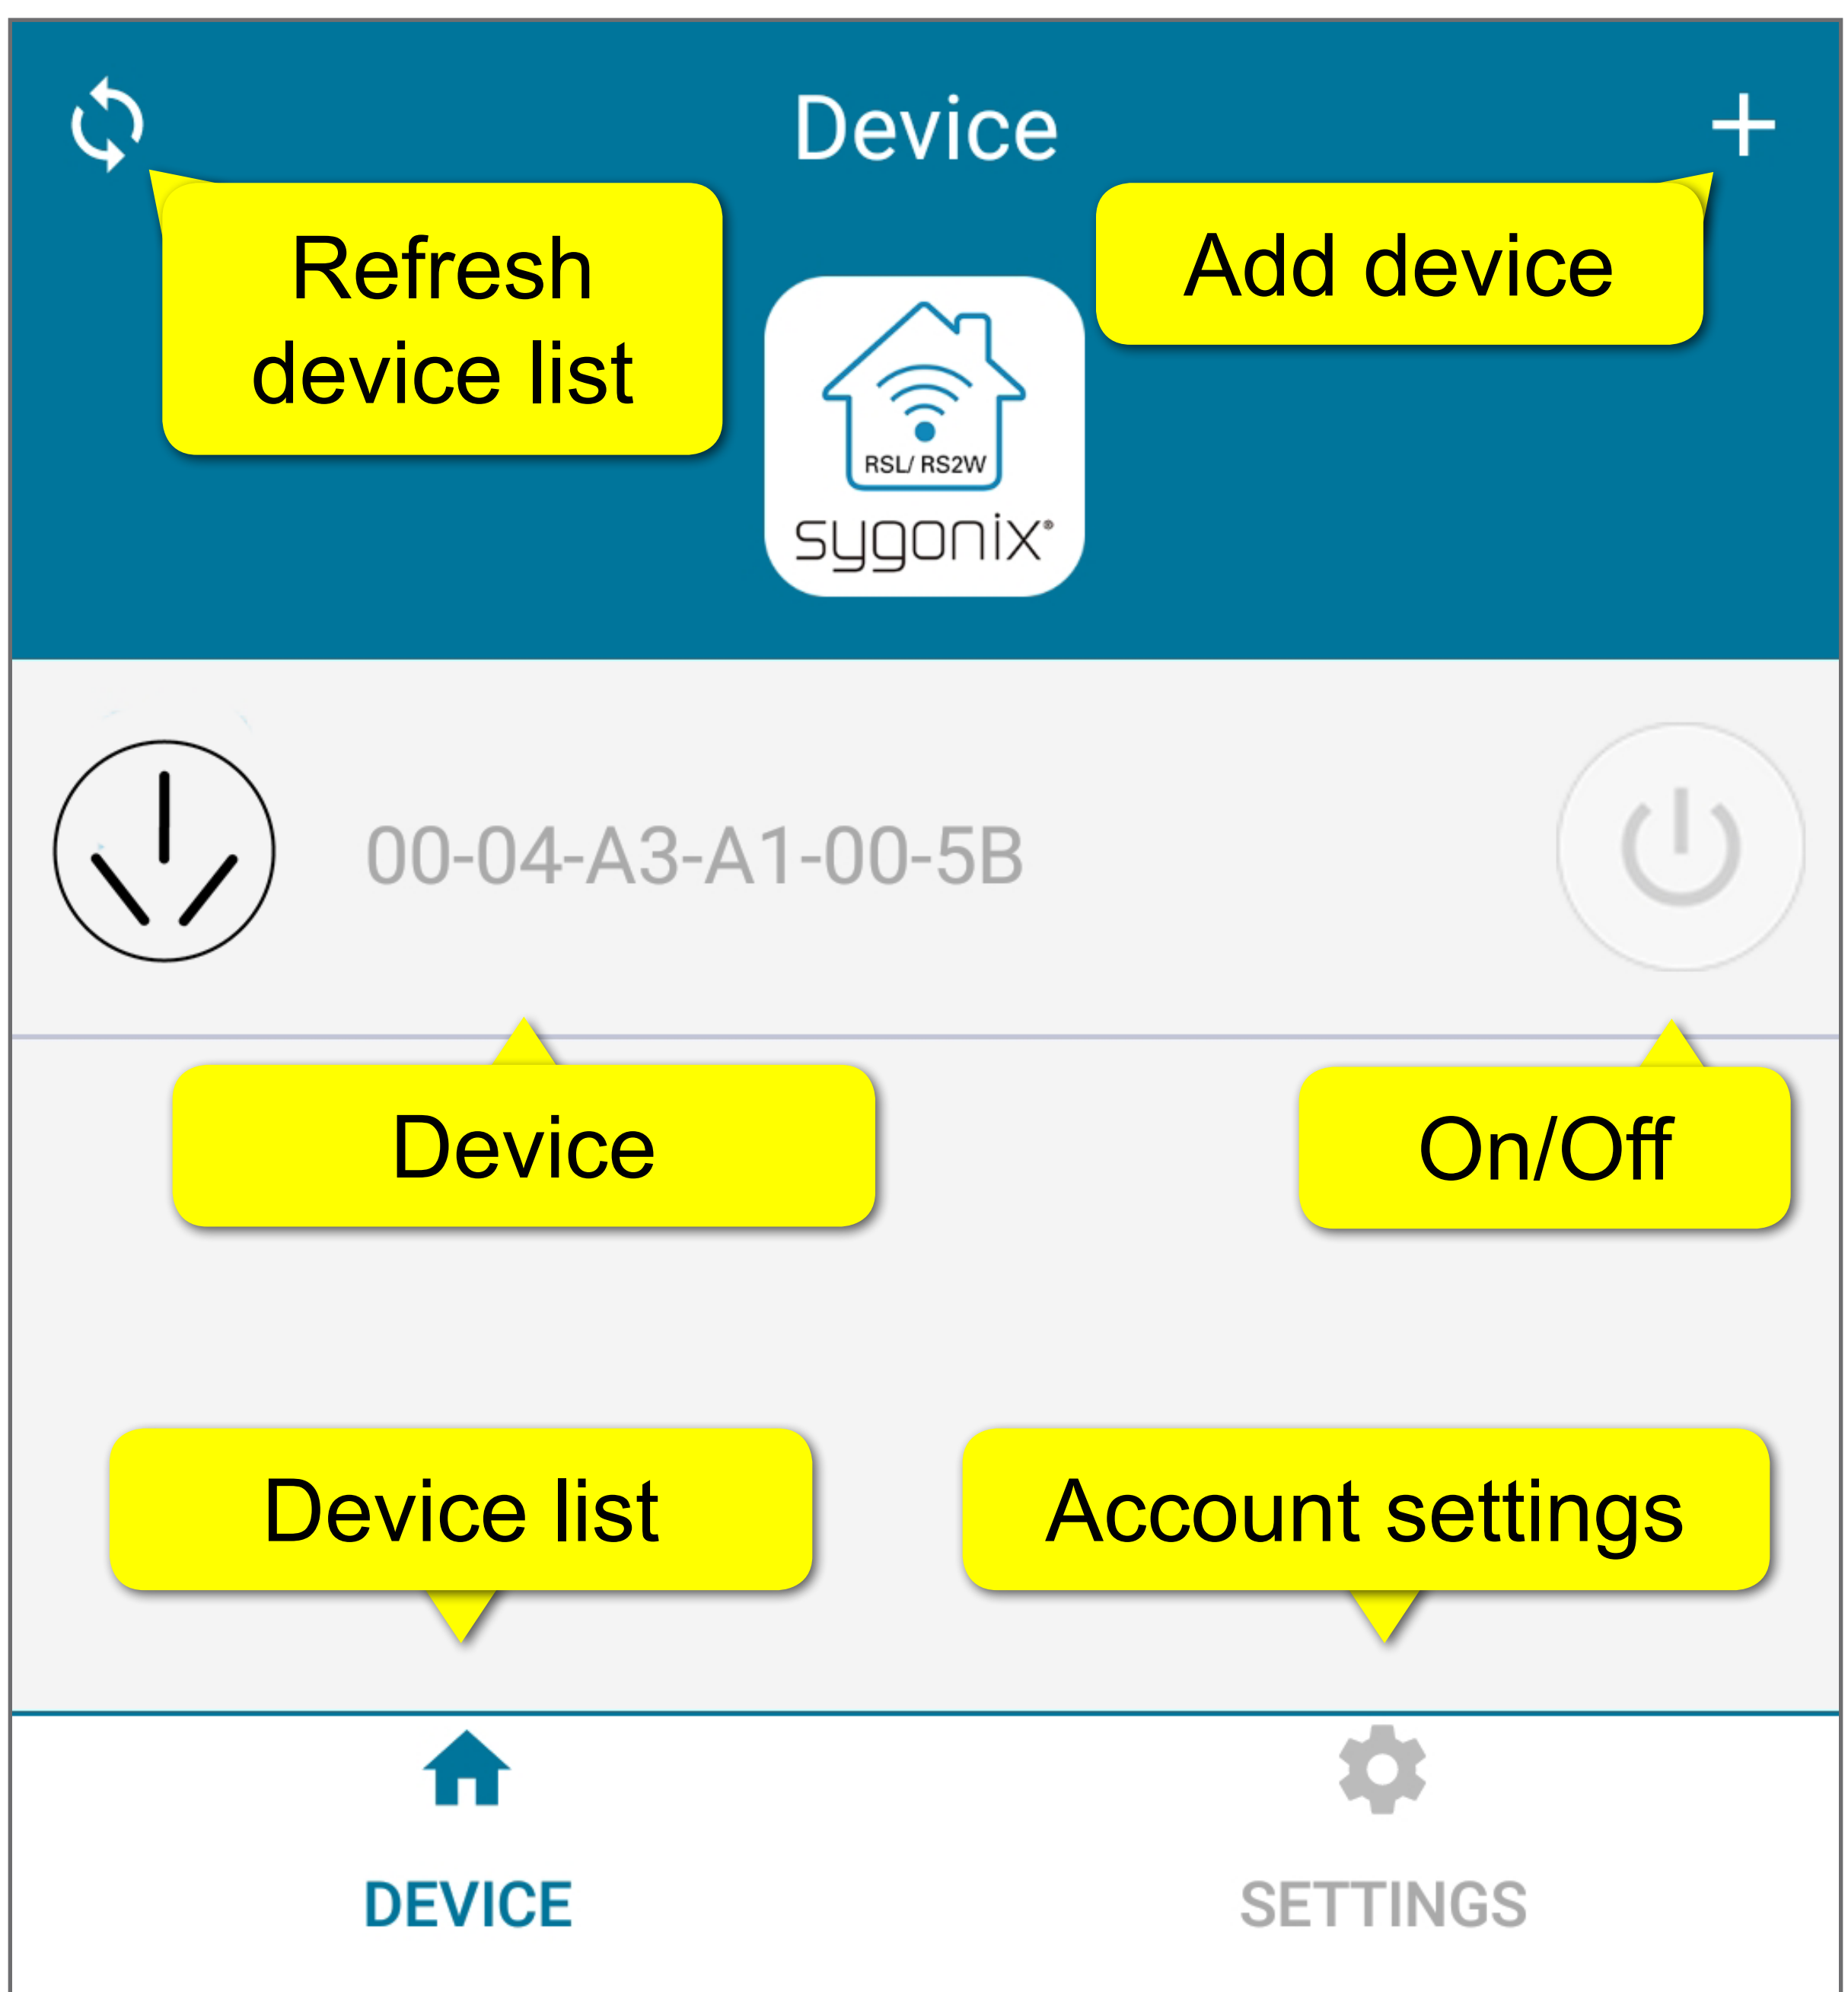 Device
Refresh
device list
Add device
RSL/ RS2W
sygonix®
00-04-A3-A1-00-5B
Device
On/Off
Device list
Account settings
DEVICE
SETTINGS